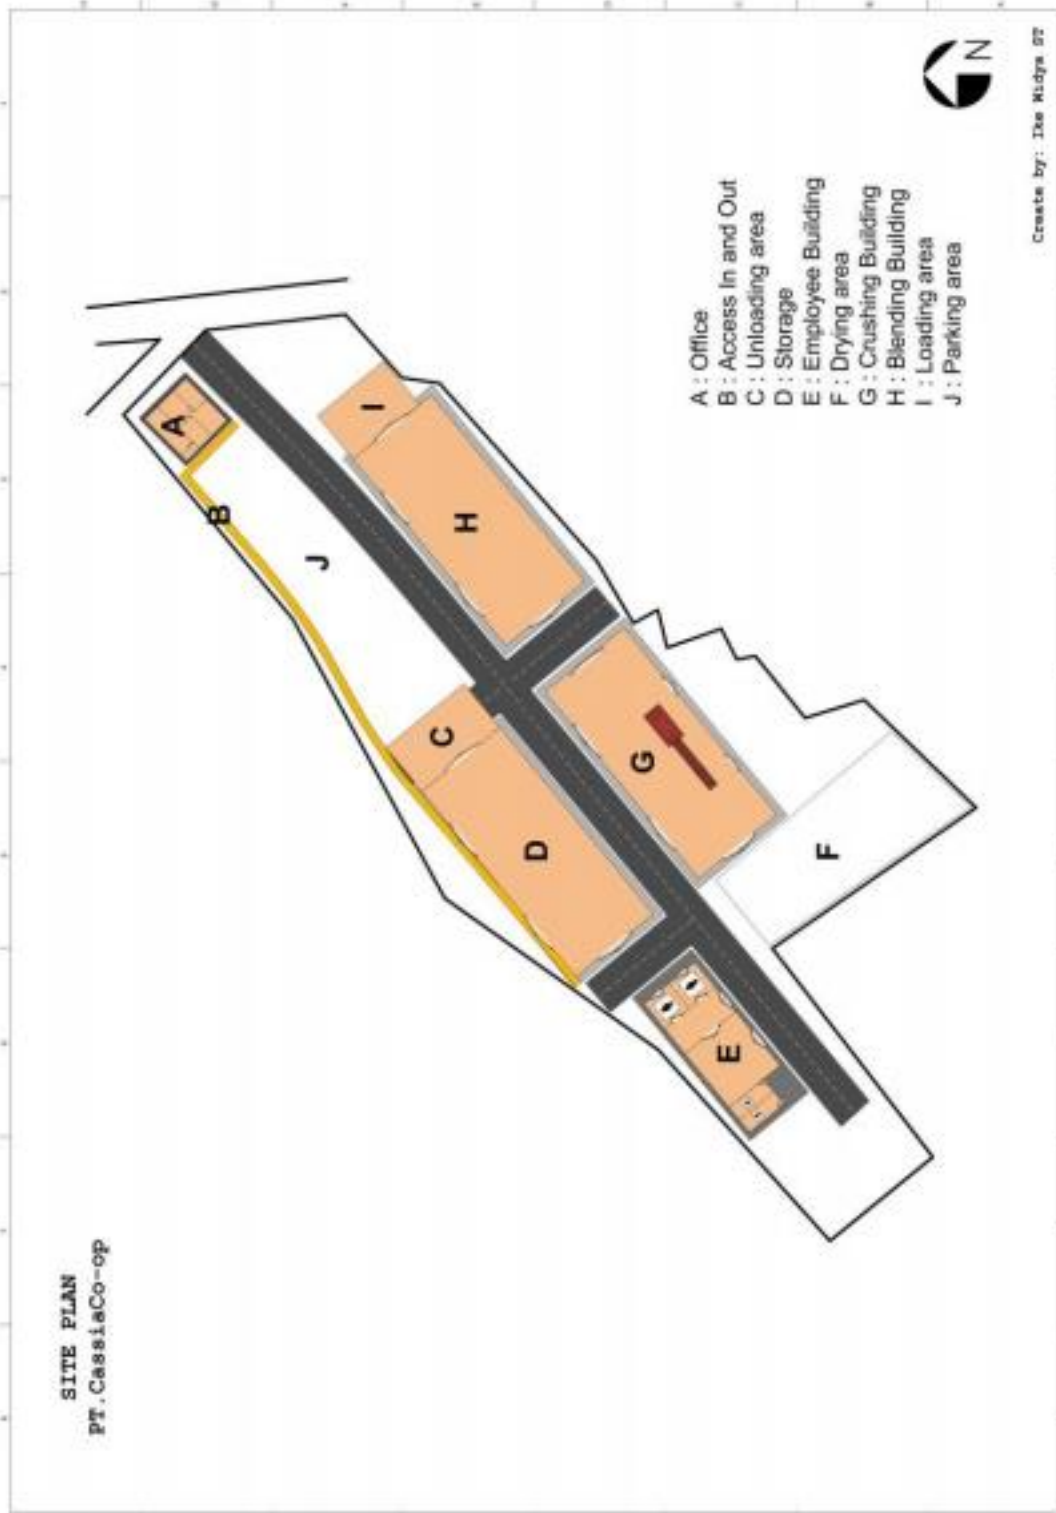 SITE PLAN
PT.CassiaCo-op
A
B
J
I
H
C
D
G
F
E
A : Office
B : Access In and Out
C : Unloading area
D : Storage
E : Employee Building
F : Drying area
G : Crushing Building
H : Blending Building
I : Loading area
J : Parking area
N
Create by: Ike Widya ST